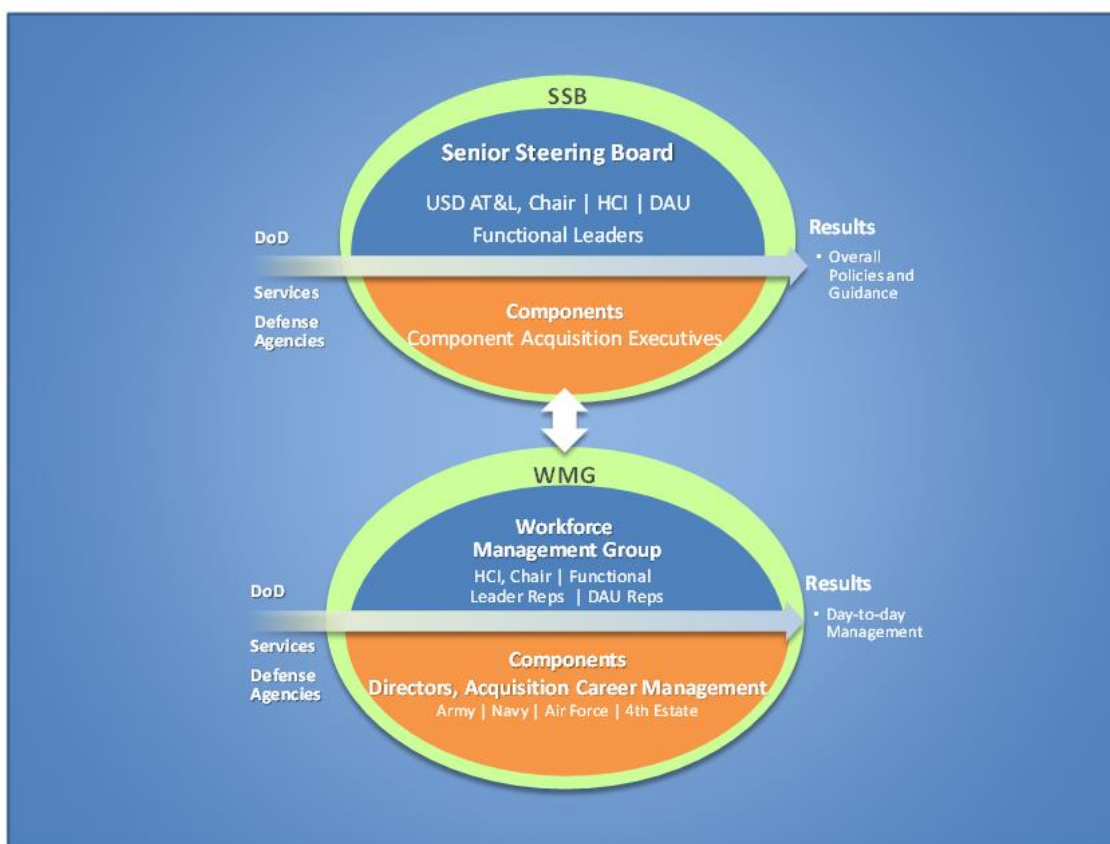 SSB
Senior Steering Board
USD AT&L, Chair | HCI | DAU
Functional Leaders
DoD
Services
Defense
Agencies
Components
Component Acquisition Executives
Results
▪ Overall
Policies and
Guidance
WMG
Workforce
Management Group
HCI, Chair | Functional
Leader Reps | DAU Reps
DoD
Services
Defense
Agencies
Components
Directors, Acquisition Career Management
Army | Navy | Air Force | 4th Estate
Results
▪ Day-to-day
Management